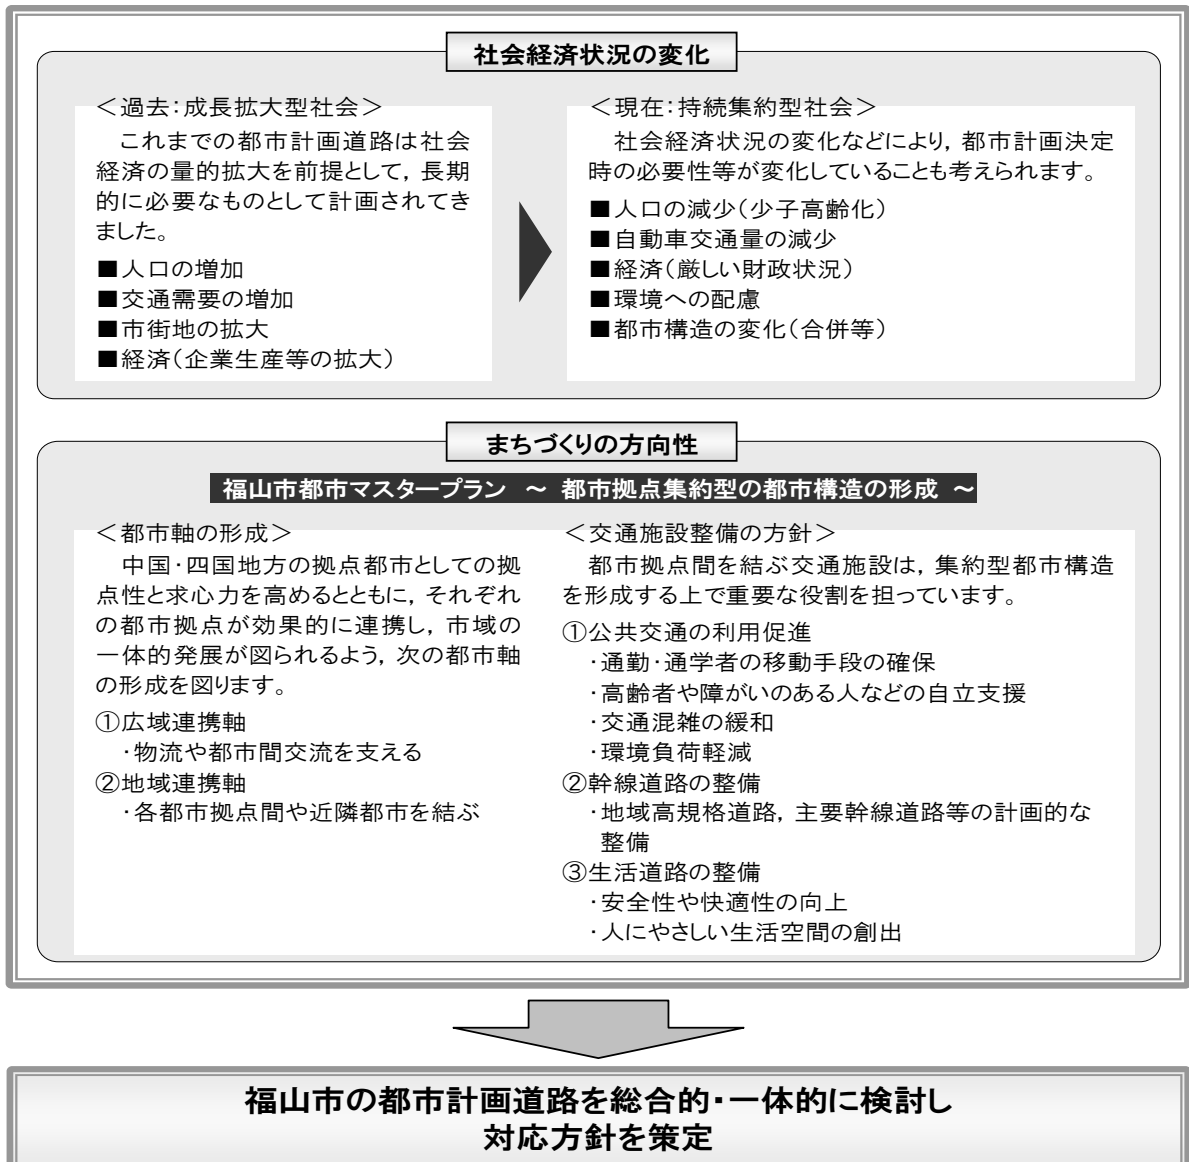 社会経済状況の変化
＜過去：成長拡大型社会＞
これまでの都市計画道路は社会
経済の量的拡大を前提として，長期
的に必要なものとして計画されてき
ました。
■人口の増加
■交通需要の増加
■市街地の拡大
■経済（企業生産等の拡大）
＜現在：持続集約型社会＞
社会経済状況の変化などにより，都市計画決定
時の必要性等が変化していることも考えられます。
■人口の減少（少子高齢化）
■自動車交通量の減少
■経済（厳しい財政状況）
■環境への配慮
■都市構造の変化（合併等）
まちづくりの方向性
福山市都市マスタープラン　～　都市拠点集約型の都市構造の形成　～
＜都市軸の形成＞
中国・四国地方の拠点都市としての拠
点性と求心力を高めるとともに，それぞれ
の都市拠点が効果的に連携し，市域の
一体的発展が図られるよう，次の都市軸
の形成を図ります。
①広域連携軸
・物流や都市間交流を支える
②地域連携軸
・各都市拠点間や近隣都市を結ぶ
＜交通施設整備の方針＞
都市拠点間を結ぶ交通施設は，集約型都市構造
を形成する上で重要な役割を担っています。
①公共交通の利用促進
・通勤・通学者の移動手段の確保
・高齢者や障がいのある人などの自立支援
・交通混雑の緩和
・環境負荷軽減
②幹線道路の整備
・地域高規格道路，主要幹線道路等の計画的な
整備
③生活道路の整備
・安全性や快適性の向上
・人にやさしい生活空間の創出
福山市の都市計画道路を総合的・一体的に検討し
対応方針を策定